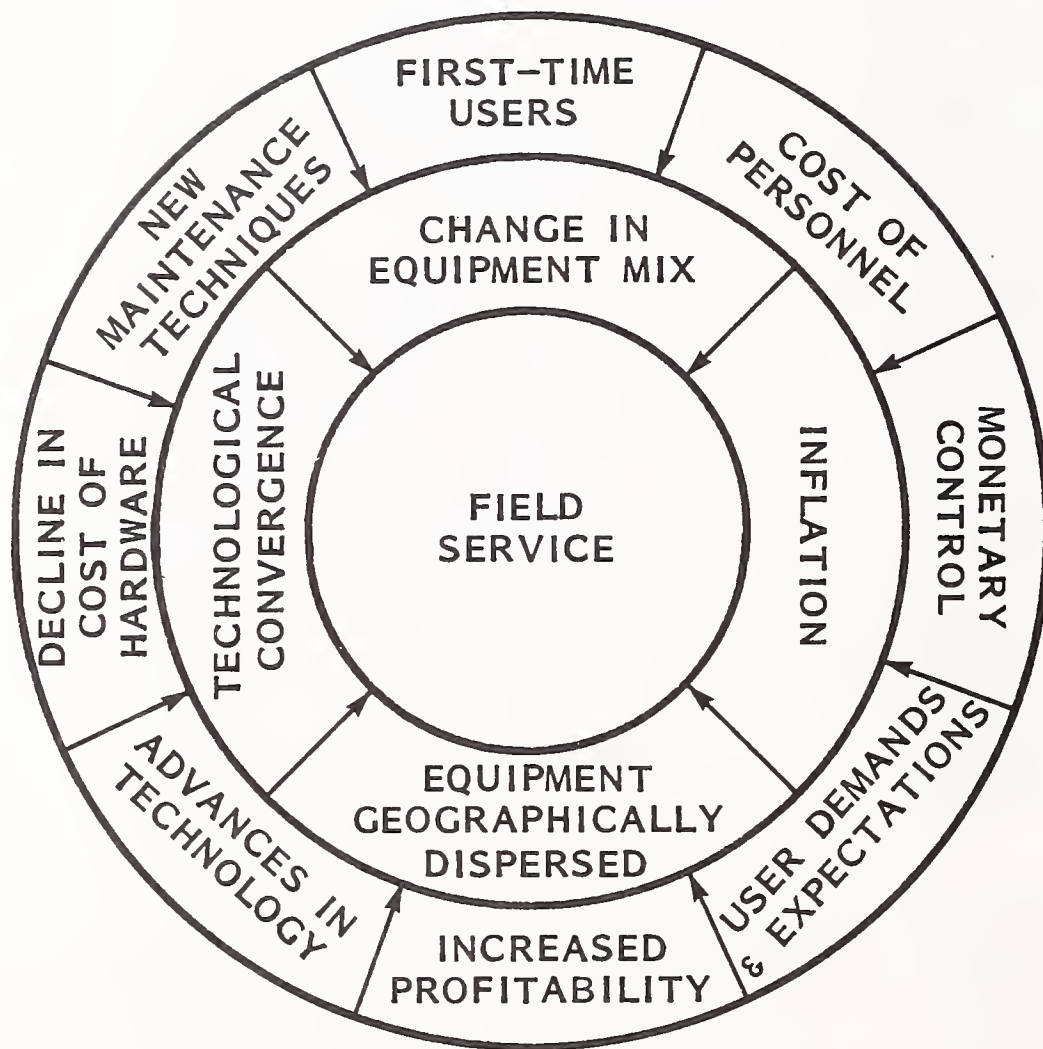 FIRST-TIME
USERS
COST OF
PERSONNEL
MONETARY
CONTROL
USER DEMANDS
& EXPECTATIONS
INCREASED
PROFITABILITY
ADVANCES IN
TECHNOLOGY
DECLINE IN
COST OF
HARDWARE
NEW
MAINTENANCE
TECHNIQUES
CHANGE IN
EQUIPMENT MIX
INFLATION
EQUIPMENT
GEOGRAPHICALLY
DISPERSED
TECHNOLOGICAL
CONVERGENCE
FIELD
SERVICE